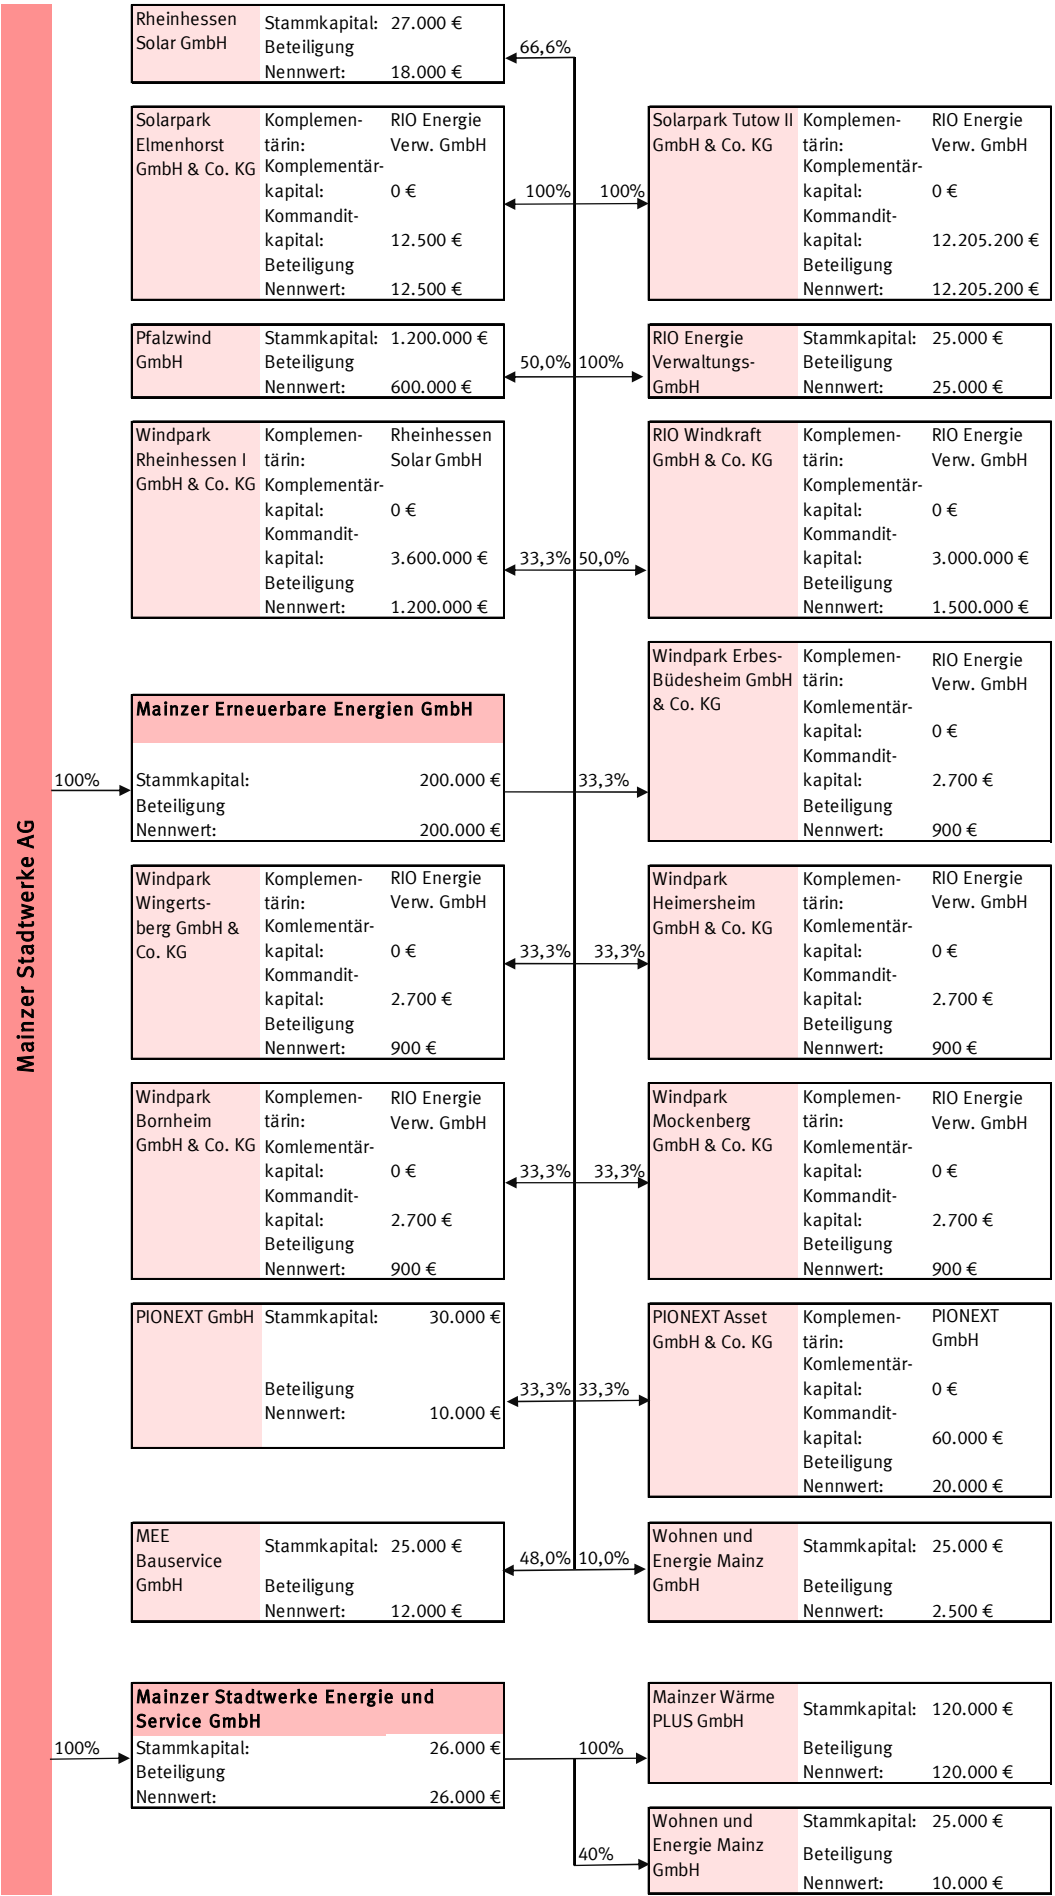 Mainzer Stadtwerke AG
Rheinhessen
Solar GmbH
Stammkapital: 27.000 €
Beteiligung
Nennwert: 18.000 €
66,6%
Solarpark
Elmenhorst
GmbH & Co. KG
Komplemen-
tärin:
RIO Energie
Verw. GmbH
Komplementär-
kapital: 0 €
Kommandit-
kapital: 12.500 €
Beteiligung
Nennwert: 12.500 €
100% 100%
Solarpark Tutow II
GmbH & Co. KG
Komplemen-
tärin:
RIO Energie
Verw. GmbH
Komplementär-
kapital: 0 €
Kommandit-
kapital: 12.205.200 €
Beteiligung
Nennwert: 12.205.200 €
Pfalzwind
GmbH
Stammkapital: 1.200.000 €
Beteiligung
Nennwert: 600.000 €
50,0% 100%
RIO Energie
Verwaltungs-
GmbH
Stammkapital: 25.000 €
Beteiligung
Nennwert: 25.000 €
Windpark
Rheinhessen I
GmbH & Co. KG
Komplemen-
tärin:
Rheinhessen
Solar GmbH
Komplementär-
kapital: 0 €
Kommandit-
kapital: 3.600.000 €
Beteiligung
Nennwert: 1.200.000 €
33,3% 50,0%
RIO Windkraft
GmbH & Co. KG
Komplemen-
tärin:
RIO Energie
Verw. GmbH
Komplementär-
kapital: 0 €
Kommandit-
kapital: 3.000.000 €
Beteiligung
Nennwert: 1.500.000 €
100%
Mainzer Erneuerbare Energien GmbH
Stammkapital: 200.000 €
Beteiligung
Nennwert: 200.000 €
33,3%
Windpark Erbes-
Büdesheim GmbH
& Co. KG
Komplemen-
tärin:
RIO Energie
Verw. GmbH
Komlementär-
kapital: 0 €
Kommandit-
kapital: 2.700 €
Beteiligung
Nennwert: 900 €
Windpark
Wingerts-
berg GmbH &
Co. KG
Komplemen-
tärin:
RIO Energie
Verw. GmbH
Komlementär-
kapital: 0 €
Kommandit-
kapital: 2.700 €
Beteiligung
Nennwert: 900 €
33,3% 33,3%
Windpark
Heimersheim
GmbH & Co. KG
Komplemen-
tärin:
RIO Energie
Verw. GmbH
Komlementär-
kapital: 0 €
Kommandit-
kapital: 2.700 €
Beteiligung
Nennwert: 900 €
Windpark
Bornheim
GmbH & Co. KG
Komplemen-
tärin:
RIO Energie
Verw. GmbH
Komlementär-
kapital: 0 €
Kommandit-
kapital: 2.700 €
Beteiligung
Nennwert: 900 €
33,3% 33,3%
Windpark
Mockenberg
GmbH & Co. KG
Komplemen-
tärin:
RIO Energie
Verw. GmbH
Komlementär-
kapital: 0 €
Kommandit-
kapital: 2.700 €
Beteiligung
Nennwert: 900 €
PIONEXT GmbH
Stammkapital: 30.000 €
Beteiligung
Nennwert: 10.000 €
33,3% 33,3%
PIONEXT Asset
GmbH & Co. KG
Komplemen-
tärin:
PIONEXT
GmbH
Komlementär-
kapital: 0 €
Kommandit-
kapital: 60.000 €
Beteiligung
Nennwert: 20.000 €
MEE
Bauservice
GmbH
Stammkapital: 25.000 €
Beteiligung
Nennwert: 12.000 €
48,0% 10,0%
Wohnen und
Energie Mainz
GmbH
Stammkapital: 25.000 €
Beteiligung
Nennwert: 2.500 €
100%
Mainzer Stadtwerke Energie und
Service GmbH
Stammkapital: 26.000 €
Beteiligung
Nennwert: 26.000 €
100%
Mainzer Wärme
PLUS GmbH
Stammkapital: 120.000 €
Beteiligung
Nennwert: 120.000 €
40%
Wohnen und
Energie Mainz
GmbH
Stammkapital: 25.000 €
Beteiligung
Nennwert: 10.000 €